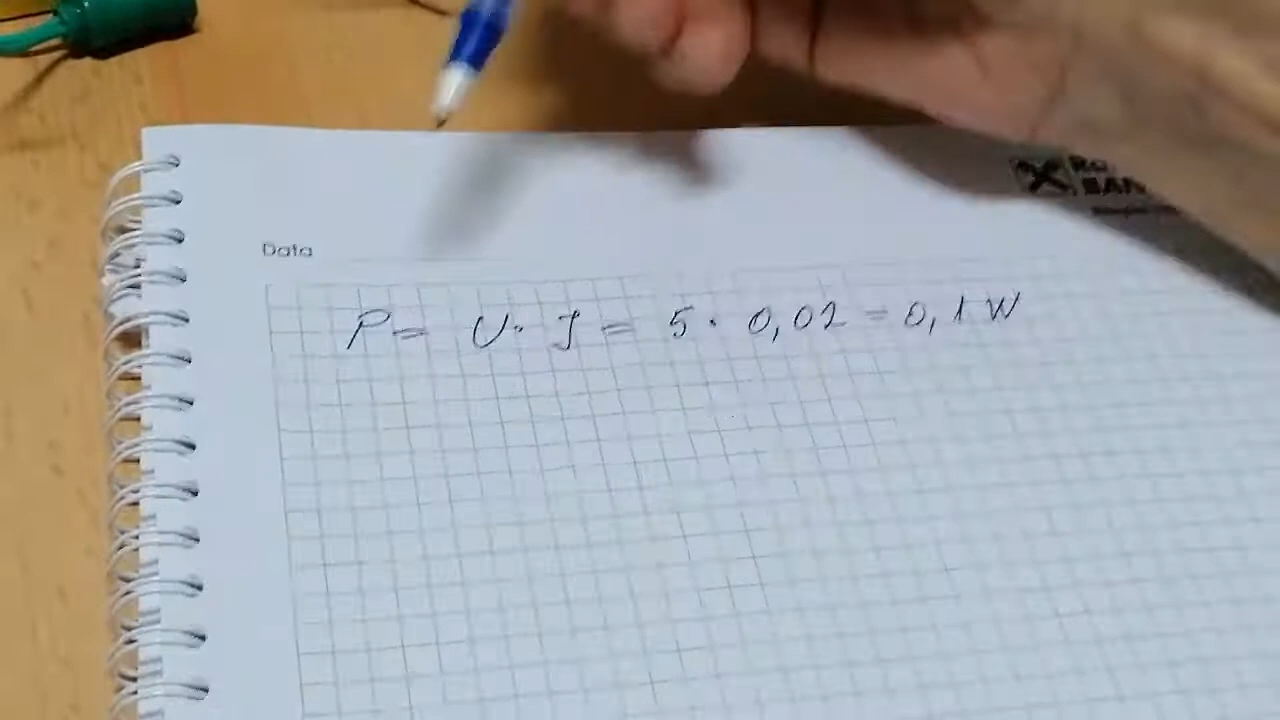 Data
P = U · I = 5 · 0,02 = 0,1 W